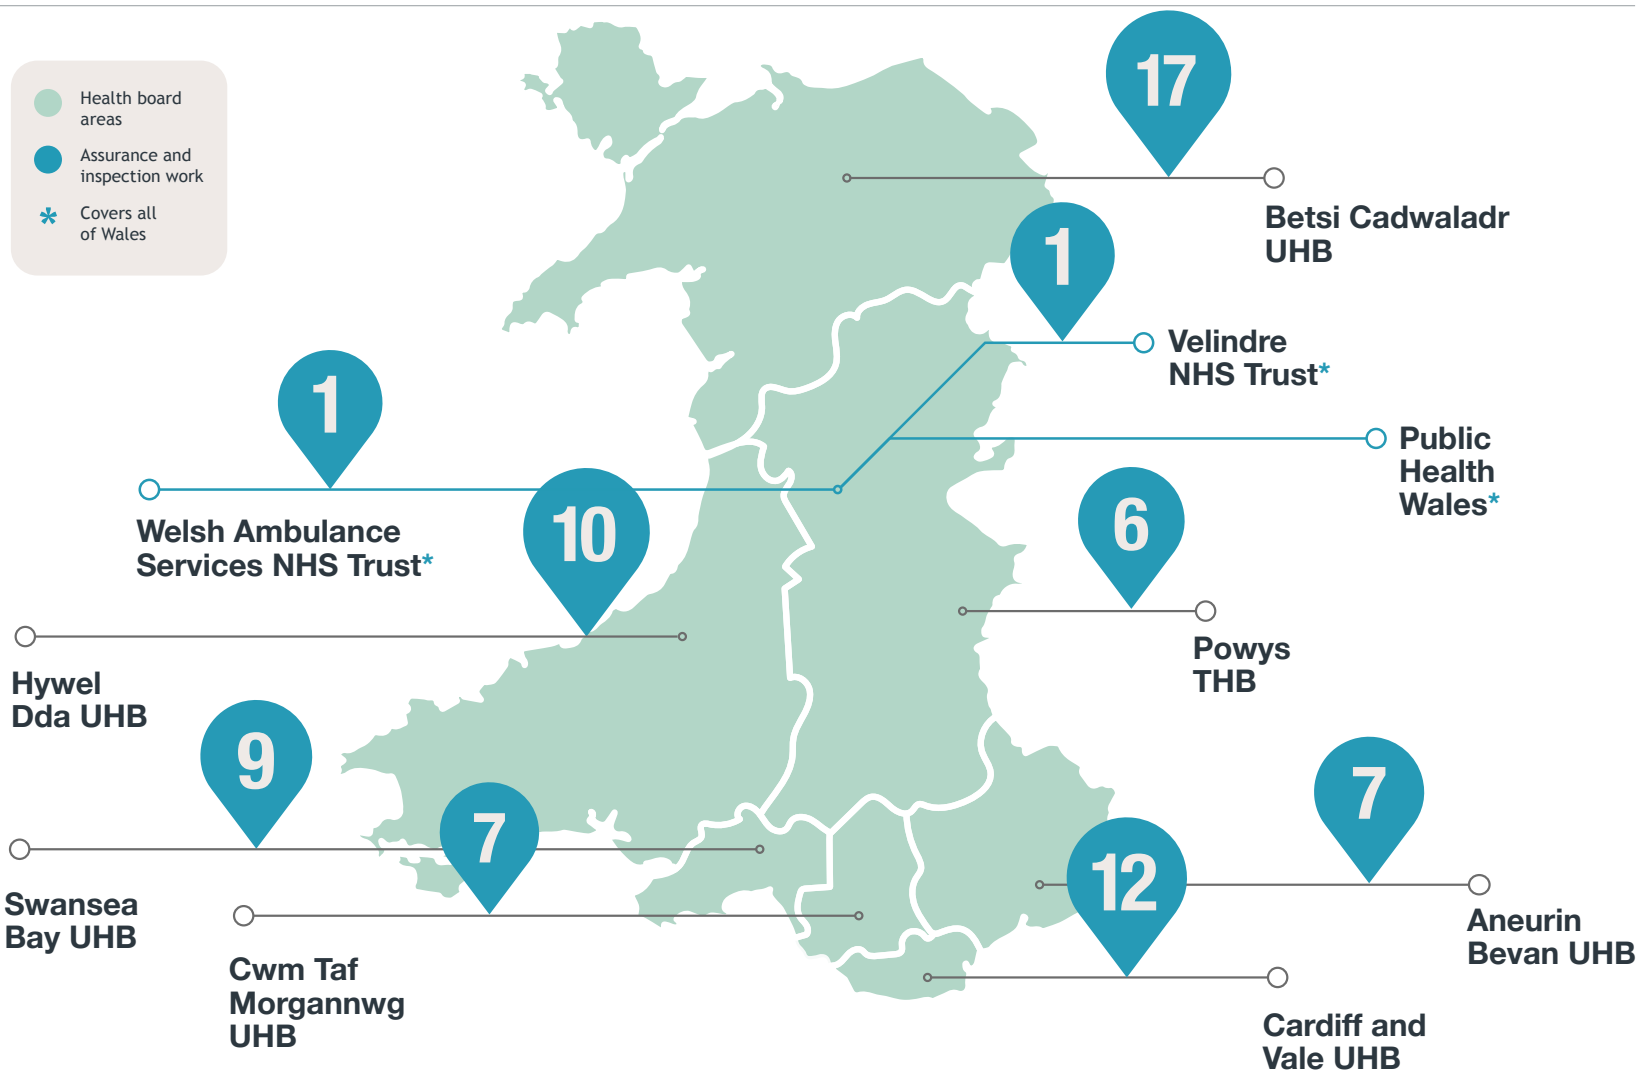 Health board
areas
Assurance and
inspection work
* Covers all
of Wales
17
Betsi Cadwaladr
UHB
1
Velindre
NHS Trust*
1
Welsh Ambulance
Services NHS Trust*
Public
Health
Wales*
10
Hywel
Dda UHB
6
Powys
THB
9
Swansea
Bay UHB
7
Cwm Taf
Morgannwg
UHB
7
Aneurin
Bevan UHB
12
Cardiff and
Vale UHB